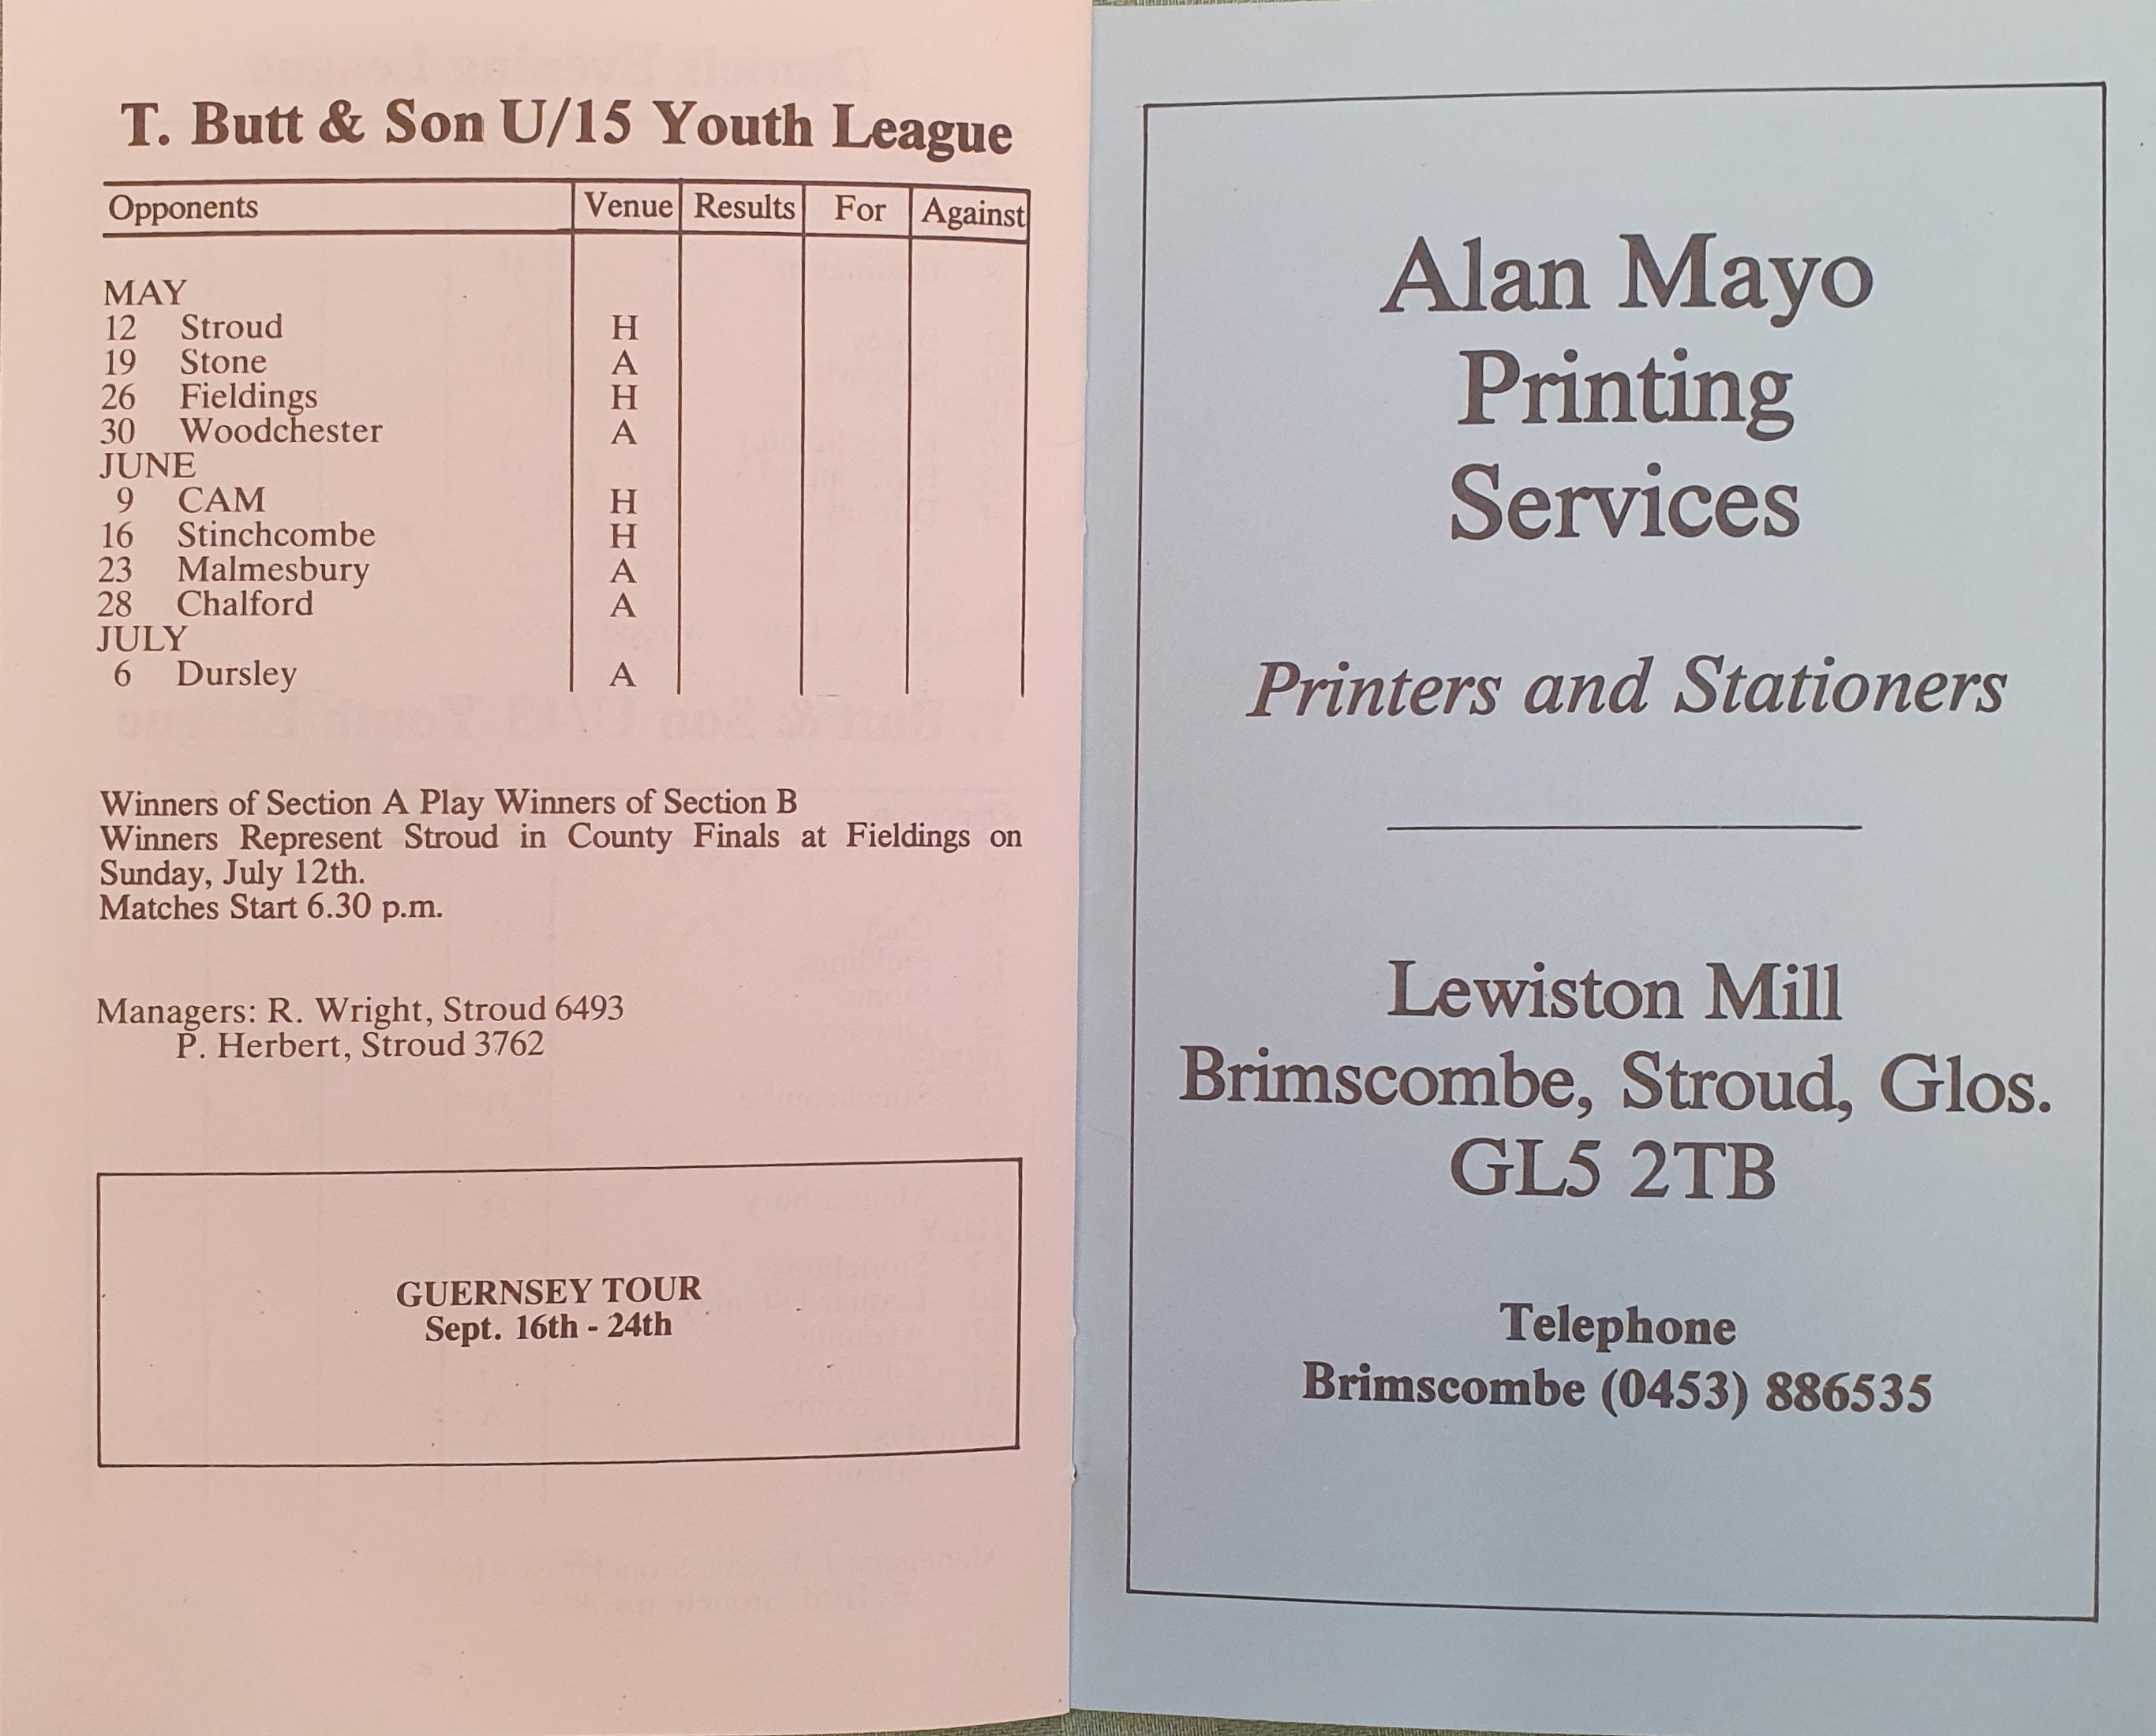 T. Butt & Son U/15 Youth League
Opponents Venue Results For Against
MAY
12 Stroud H
19 Stone A
26 Fieldings H
30 Woodchester A
JUNE
9 CAM H
16 Stinchcombe H
23 Malmesbury A
28 Chalford A
JULY
6 Dursley A
Winners of Section A Play Winners of Section B
Winners Represent Stroud in County Finals at Fieldings on
Sunday, July 12th.
Matches Start 6.30 p.m.
Managers: R. Wright, Stroud 6493
P. Herbert, Stroud 3762
GUERNSEY TOUR
Sept. 16th - 24th
Alan Mayo
Printing
Services
Printers and Stationers
Lewiston Mill
Brimscombe, Stroud, Glos.
GL5 2TB
Telephone
Brimscombe (0453) 886535